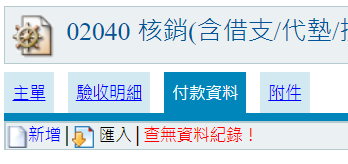 02040 核銷(含借支/代墊/
主單 驗收明細 付款資料 附件
新增 | 匯入 | 查無資料紀錄！